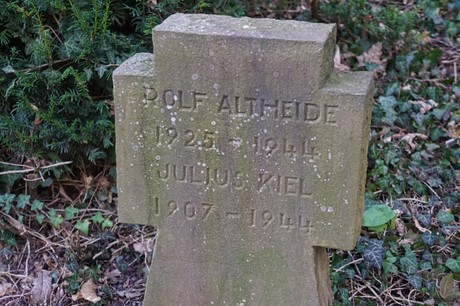 ROLF ALTHEIDE
1925 - 1944
JULIUS KIEL
1907 - 1944